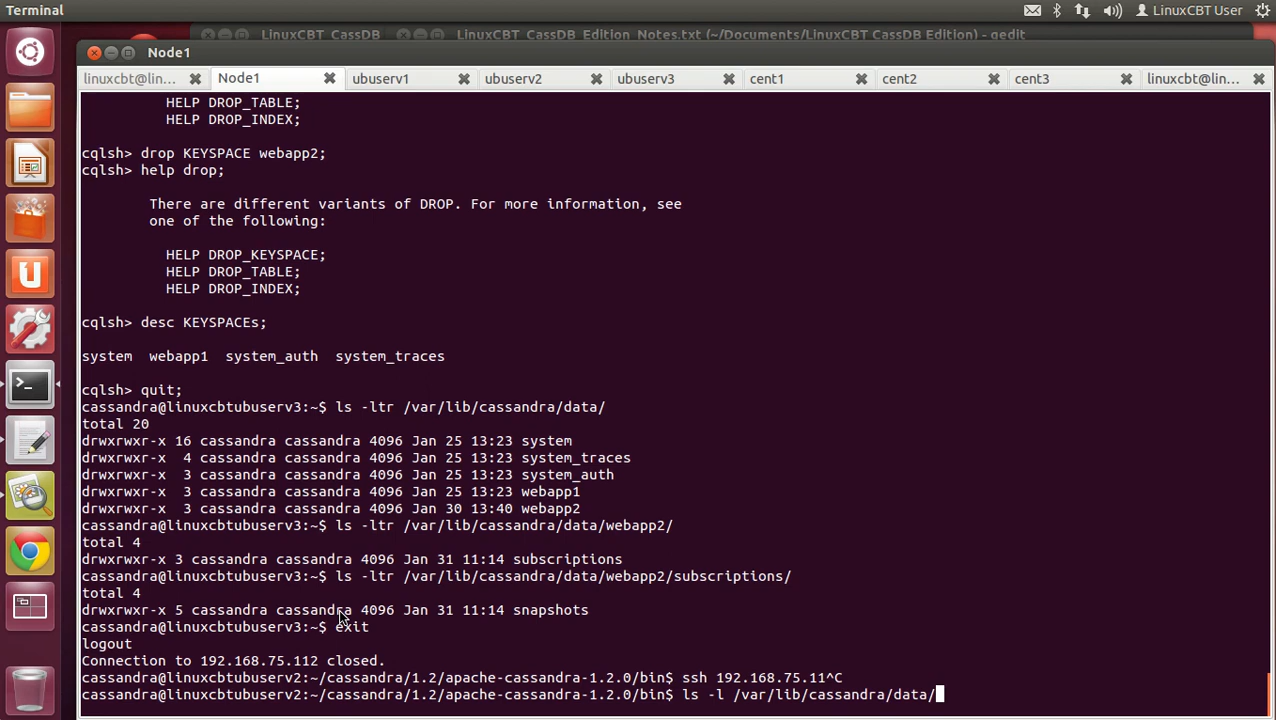 Terminal
LinuxCBT User
LinuxCBT_CassDB
LinuxCBT_CassDB_Edition_Notes.txt (~/Documents/LinuxCBT CassDB Edition) - gedit
Node1
linuxcbt@lin...
Node1
ubuserv1
ubuserv2
ubuserv3
cent1
cent2
cent3
linuxcbt@lin...
HELP DROP_TABLE;
HELP DROP_INDEX;
cqlsh> drop KEYSPACE webapp2;
cqlsh> help drop;
There are different variants of DROP. For more information, see
one of the following:
HELP DROP_KEYSPACE;
HELP DROP_TABLE;
HELP DROP_INDEX;
cqlsh> desc KEYSPACEs;
system  webapp1  system_auth  system_traces
cqlsh> quit;
cassandra@linuxcbtubuserv3:~$ ls -ltr /var/lib/cassandra/data/
total 20
drwxrwxr-x 16 cassandra cassandra 4096 Jan 25 13:23 system
drwxrwxr-x  4 cassandra cassandra 4096 Jan 25 13:23 system_traces
drwxrwxr-x  3 cassandra cassandra 4096 Jan 25 13:23 system_auth
drwxrwxr-x  3 cassandra cassandra 4096 Jan 25 13:23 webapp1
drwxrwxr-x  3 cassandra cassandra 4096 Jan 30 13:40 webapp2
cassandra@linuxcbtubuserv3:~$ ls -ltr /var/lib/cassandra/data/webapp2/
total 4
drwxrwxr-x 3 cassandra cassandra 4096 Jan 31 11:14 subscriptions
cassandra@linuxcbtubuserv3:~$ ls -ltr /var/lib/cassandra/data/webapp2/subscriptions/
total 4
drwxrwxr-x 5 cassandra cassandra 4096 Jan 31 11:14 snapshots
cassandra@linuxcbtubuserv3:~$ exit
logout
Connection to 192.168.75.112 closed.
cassandra@linuxcbtubuserv2:~/cassandra/1.2/apache-cassandra-1.2.0/bin$ ssh 192.168.75.11^C
cassandra@linuxcbtubuserv2:~/cassandra/1.2/apache-cassandra-1.2.0/bin$ ls -l /var/lib/cassandra/data/